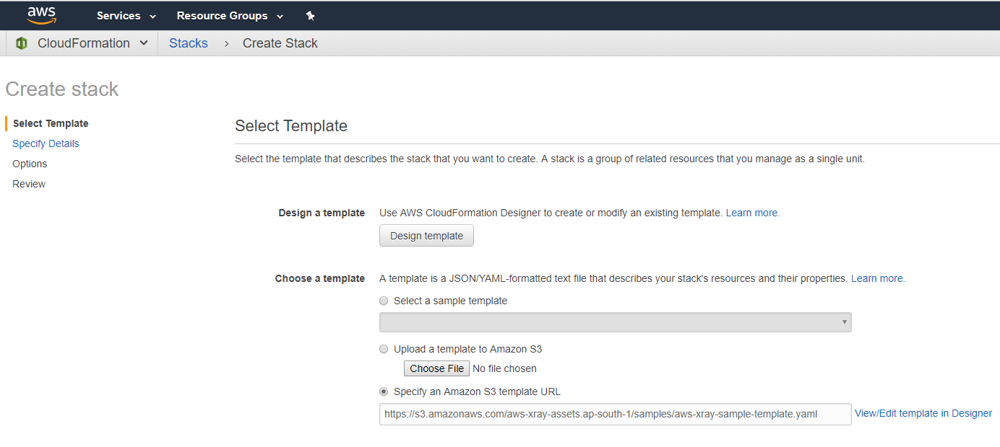 aws Services Resource Groups
CloudFormation Stacks > Create Stack
Create stack
Select Template
Specify Details
Options
Review
Select Template
Select the template that describes the stack that you want to create. A stack is a group of related resources that you manage as a single unit.
Design a template Use AWS CloudFormation Designer to create or modify an existing template. Learn more.
Design template
Choose a template A template is a JSON/YAML-formatted text file that describes your stack's resources and their properties. Learn more.
Select a sample template
Upload a template to Amazon S3
Choose File No file chosen
Specify an Amazon S3 template URL
https://s3.amazonaws.com/aws-xray-assets.ap-south-1/samples/aws-xray-sample-template.yaml View/Edit template in Designer